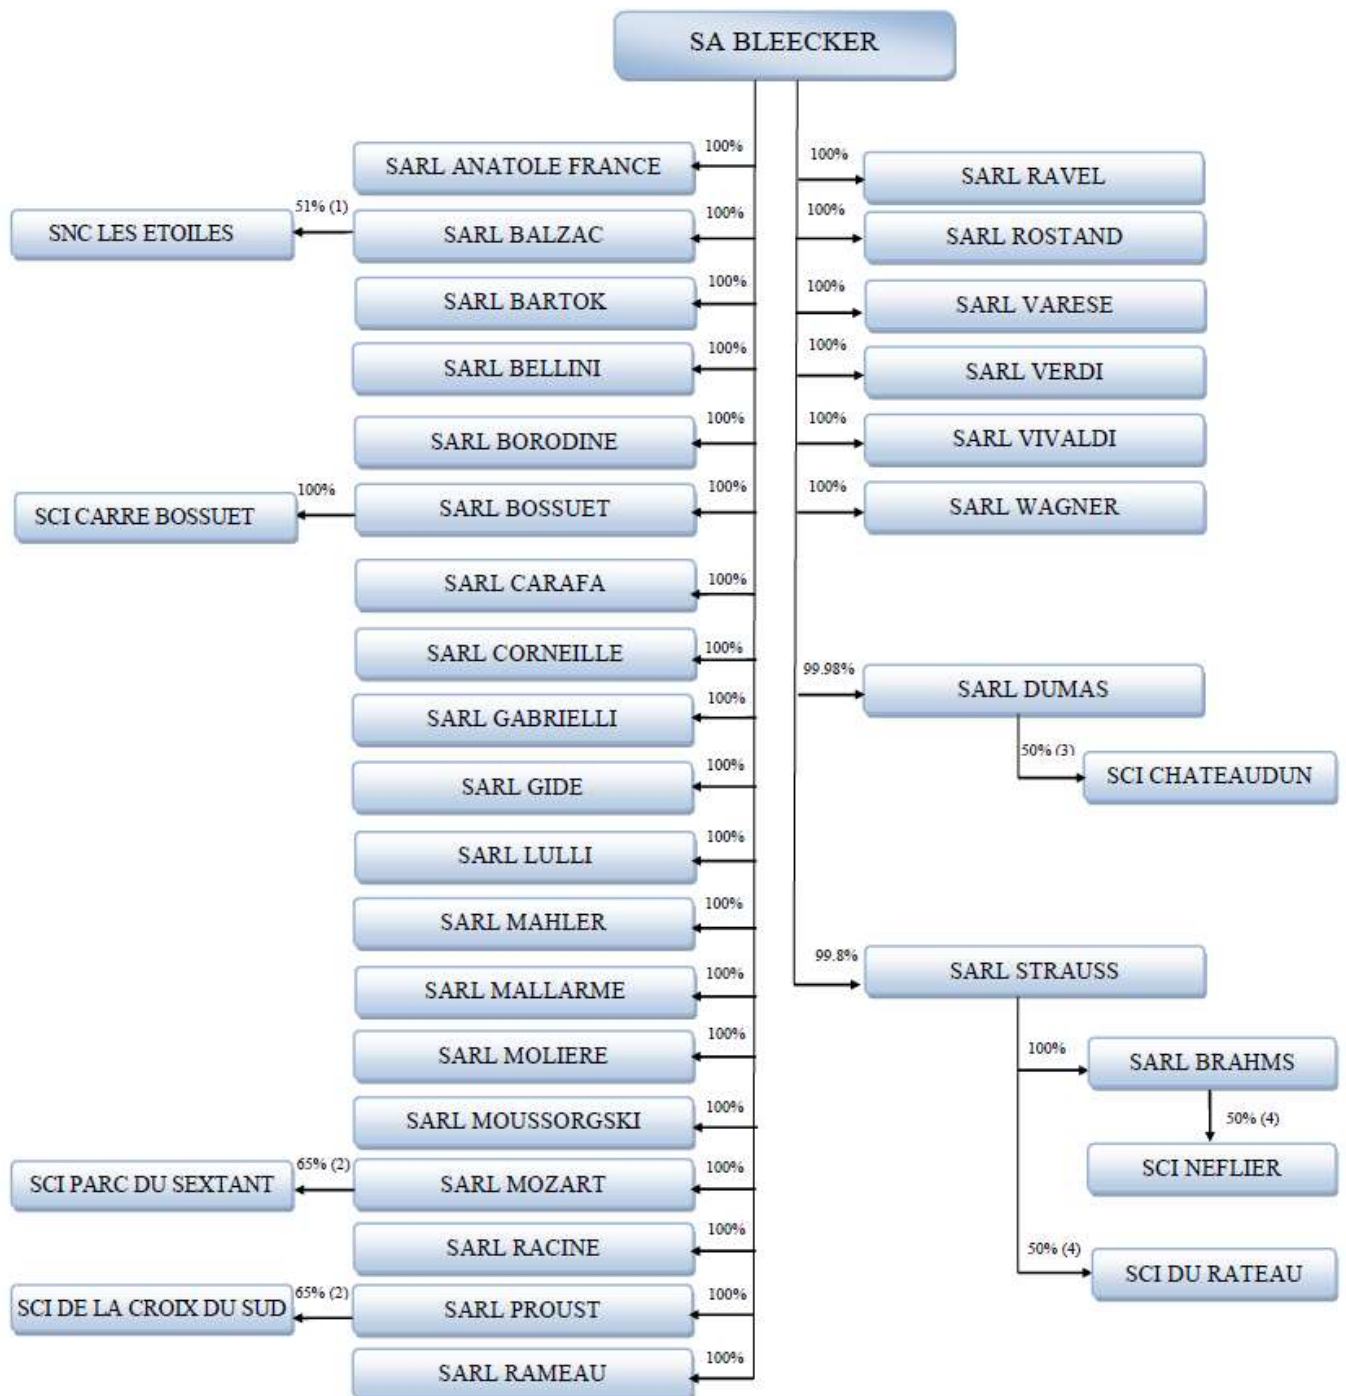 SA BLEECKER
100%
SARL ANATOLE FRANCE
100%
SARL RAVEL
51% (1)
SNC LES ETOILES
100%
SARL BALZAC
100%
SARL ROSTAND
100%
SARL BARTOK
100%
SARL VARESE
100%
SARL BELLINI
100%
SARL VERDI
100%
SARL BORODINE
100%
SARL VIVALDI
100%
SCI CARRE BOSSUET
100%
SARL BOSSUET
100%
SARL WAGNER
100%
SARL CARAFA
100%
SARL CORNEILLE
99.98%
SARL DUMAS
100%
SARL GABRIELLI
50% (3)
SCI CHATEAUDUN
100%
SARL GIDE
100%
SARL LULLI
100%
SARL MAHLER
99.8%
SARL STRAUSS
100%
SARL MALLARME
100%
SARL MOLIERE
100%
SARL BRAHMS
100%
SARL MOUSSORGSKI
50% (4)
SCI NEFLIER
65% (2)
SCI PARC DU SEXTANT
100%
SARL MOZART
100%
SARL RACINE
50% (4)
SCI DU RATEAU
65% (2)
SCI DE LA CROIX DU SUD
100%
SARL PROUST
100%
SARL RAMEAU